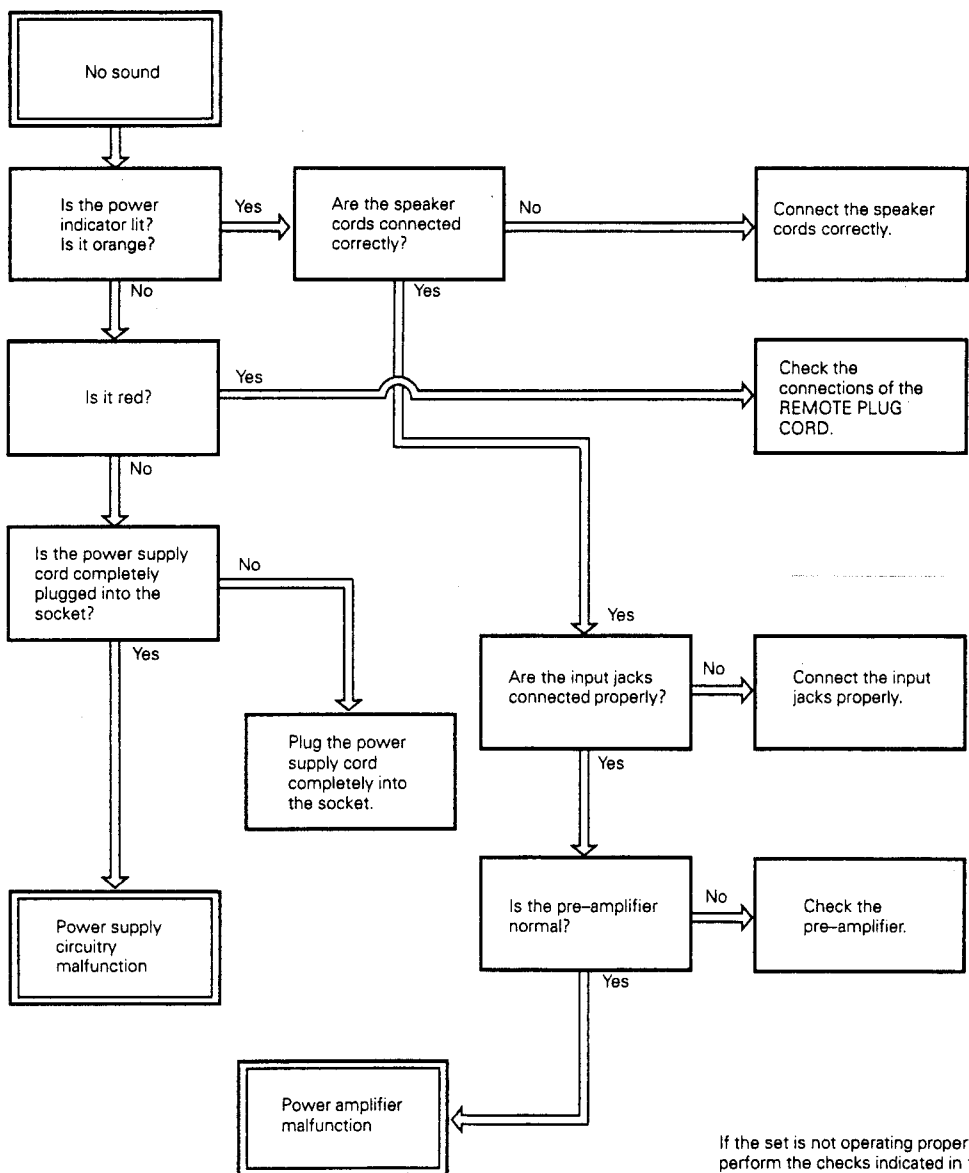 No sound
Is the power
indicator lit?
Is it orange?
Yes
Are the speaker
cords connected
correctly?
No
Connect the speaker
cords correctly.
No
Yes
Is it red?
Yes
Check the
connections of the
REMOTE PLUG
CORD.
No
Is the power supply
cord completely
plugged into the
socket?
No
Yes
Yes
Are the input jacks
connected properly?
No
Connect the input
jacks properly.
Plug the power
supply cord
completely into
the socket.
Yes
Is the pre–amplifier
normal?
No
Check the
pre–amplifier.
Power supply
circuitry
malfunction
Yes
Power amplifier
malfunction
If the set is not operating
perform the checks indicated in